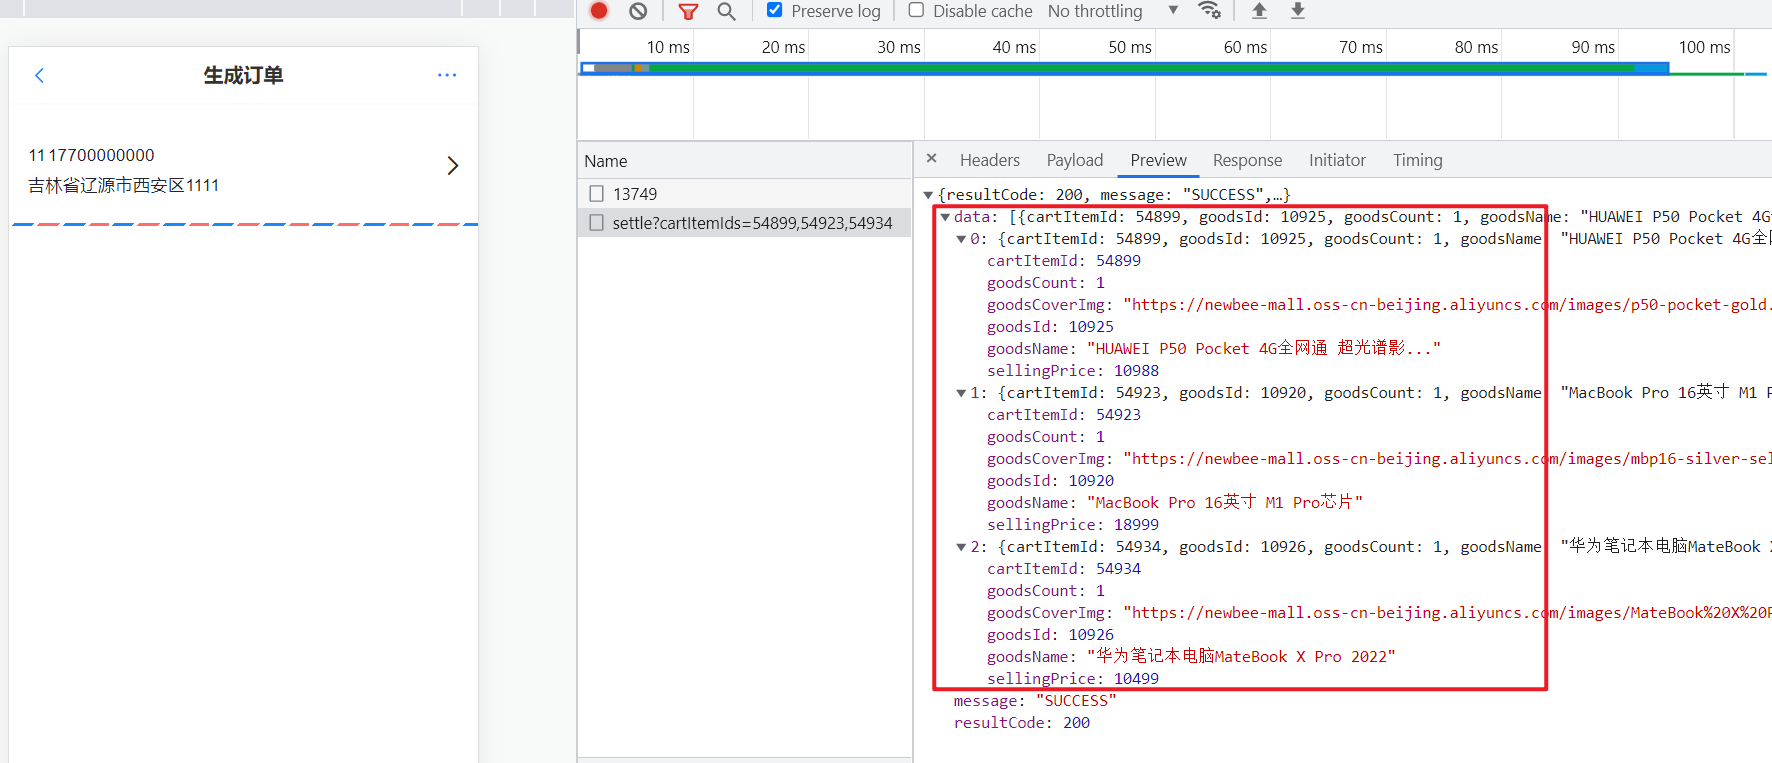 生成订单
11 17700000000
吉林省辽源市西安区1111
Preserve log
Disable cache
No throttling
10 ms
20 ms
30 ms
40 ms
50 ms
60 ms
70 ms
80 ms
90 ms
100 ms
Name
13749
settle?cartItemIds=54899,54923,54934
Headers
Payload
Preview
Response
Initiator
Timing
{resultCode: 200, message: "SUCCESS",…}
data: [{cartItemId: 54899, goodsId: 10925, goodsCount: 1, goodsName: "HUAWEI P50 Pocket 4G
0: {cartItemId: 54899, goodsId: 10925, goodsCount: 1, goodsName "HUAWEI P50 Pocket 4G全
cartItemId: 54899
goodsCount: 1
goodsCoverImg: "https://newbee-mall.oss-cn-beijing.aliyuncs.com/images/p50-pocket-gold.
goodsId: 10925
goodsName: "HUAWEI P50 Pocket 4G全网通 超光谱影..."
sellingPrice: 10988
1: {cartItemId: 54923, goodsId: 10920, goodsCount: 1, goodsName "MacBook Pro 16英寸 M1 P
cartItemId: 54923
goodsCount: 1
goodsCoverImg: "https://newbee-mall.oss-cn-beijing.aliyuncs.com/images/mbp16-silver-sel
goodsId: 10920
goodsName: "MacBook Pro 16英寸 M1 Pro芯片"
sellingPrice: 18999
2: {cartItemId: 54934, goodsId: 10926, goodsCount: 1, goodsName "华为笔记本电脑MateBook X
cartItemId: 54934
goodsCount: 1
goodsCoverImg: "https://newbee-mall.oss-cn-beijing.aliyuncs.com/images/MateBook%20X%20P
goodsId: 10926
goodsName: "华为笔记本电脑MateBook X Pro 2022"
sellingPrice: 10499
message: "SUCCESS"
resultCode: 200